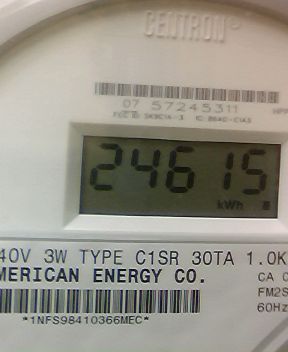 CENTRON®
07 57245311
24615
kWh
40V 3W TYPE C1SR 30TA 1.0K
MERICAN ENERGY CO.
CA 0
FM2S
60Hz
*1NFS98410366MEC*